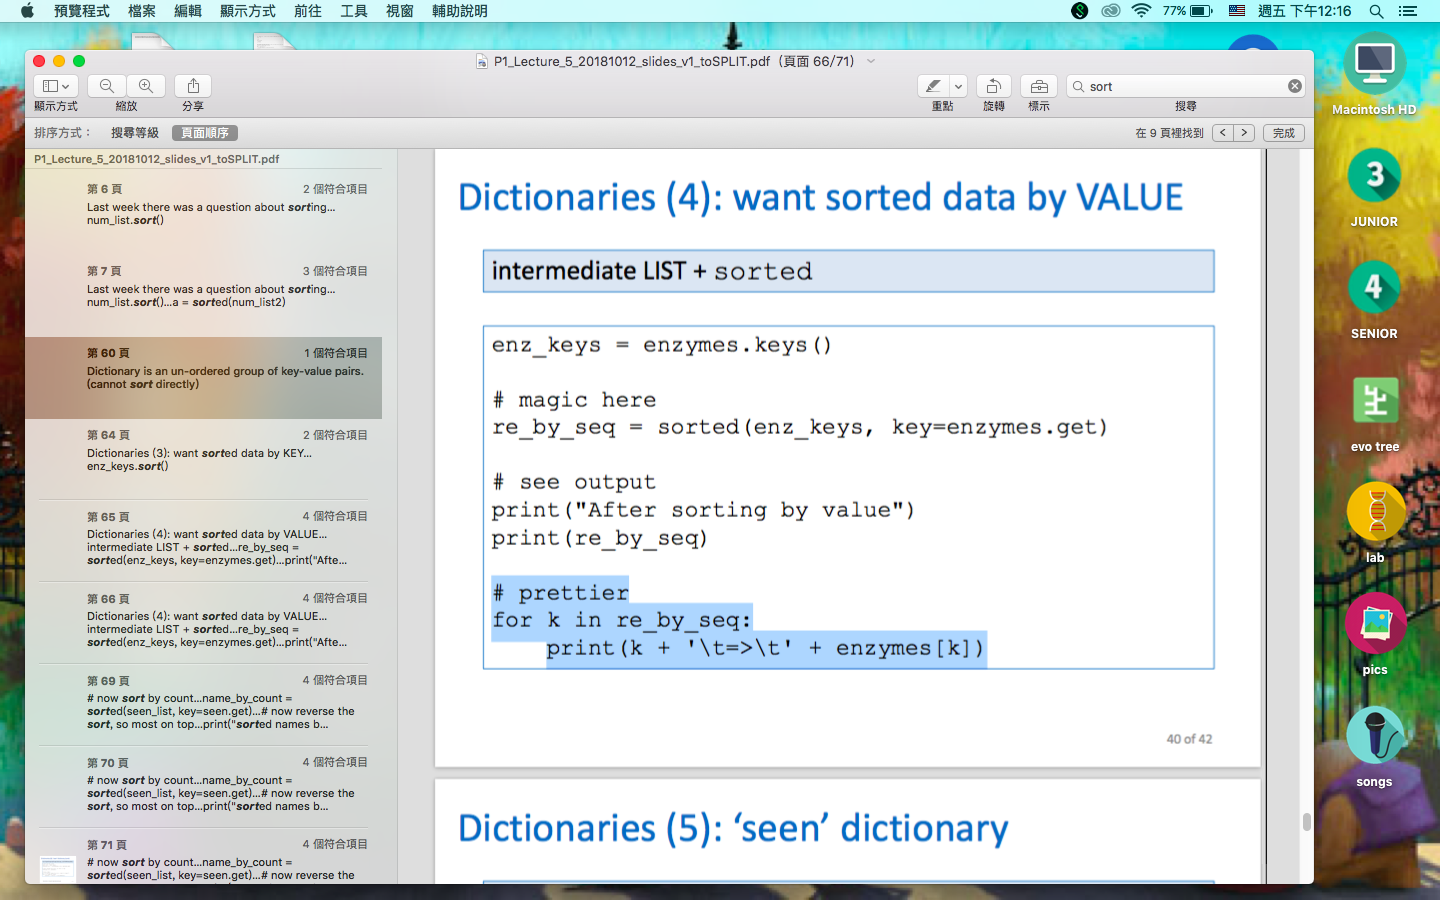 預覽程式 檔案 編輯 顯示方式 前往 工具 視窗 輔助說明 77% 週五 下午12:16
P1_Lecture_5_20181012_slides_v1_toSPLIT.pdf（頁面 66/71）
sort
顯示方式 縮放 分享 重點 旋轉 標示 搜尋
排序方式： 搜尋等級 頁面順序 在 9 頁裡找到 < > 完成
P1_Lecture_5_20181012_slides_v1_toSPLIT.pdf
第 6 頁 2 個符合項目
Last week there was a question about sorting...
num_list.sort()
第 7 頁 3 個符合項目
Last week there was a question about sorting...
num_list.sort()...a = sorted(num_list2)
第 60 頁 1 個符合項目
Dictionary is an un-ordered group of key-value pairs.
(cannot sort directly)
第 64 頁 2 個符合項目
Dictionaries (3): want sorted data by KEY...
enz_keys.sort()
第 65 頁 4 個符合項目
Dictionaries (4): want sorted data by VALUE...
intermediate LIST + sorted...re_by_seq =
sorted(enz_keys, key=enzymes.get)...print("Afte...
第 66 頁 4 個符合項目
Dictionaries (4): want sorted data by VALUE...
intermediate LIST + sorted...re_by_seq =
sorted(enz_keys, key=enzymes.get)...print("Afte...
第 69 頁 4 個符合項目
# now sort by count...name_by_count =
sorted(seen_list, key=seen.get)...# now reverse the
sort, so most on top...print("sorted names b...
第 70 頁 4 個符合項目
# now sort by count...name_by_count =
sorted(seen_list, key=seen.get)...# now reverse the
sort, so most on top...print("sorted names b...
第 71 頁 4 個符合項目
# now sort by count...name_by_count =
sorted(seen_list, key=seen.get)...# now reverse the
Dictionaries (4): want sorted data by VALUE
intermediate LIST + sorted
enz_keys = enzymes.keys()
# magic here
re_by_seq = sorted(enz_keys, key=enzymes.get)
# see output
print("After sorting by value")
print(re_by_seq)
# prettier
for k in re_by_seq:
print(k + '\t=>\t' + enzymes[k])
40 of 42
Dictionaries (5): ‘seen’ dictionary
Macintosh HD
3
JUNIOR
4
SENIOR
evo tree
lab
pics
songs